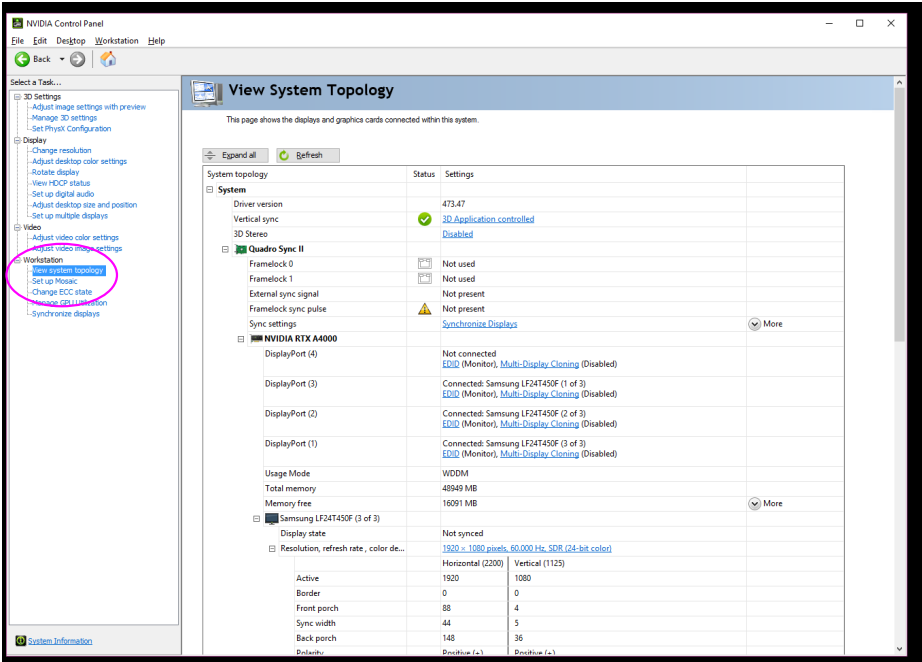 NVIDIA Control Panel
File Edit Desktop Workstation Help
Back
Select a Task...
3D Settings
Adjust image settings with preview
Manage 3D settings
Set PhysX Configuration
Display
Change resolution
Adjust desktop color settings
Rotate display
View HDCP status
Set up digital audio
Adjust desktop size and position
Set up multiple displays
Video
Adjust video color settings
Adjust video image settings
Workstation
View system topology
Set up Mosaic
Change ECC state
Manage GPU Utilization
Synchronize displays
System Information
View System Topology
This page shows the displays and graphics cards connected within this system.
Expand all Refresh
System topology Status Settings
System
Driver version 473.47
Vertical sync 3D Application controlled
3D Stereo Disabled
Quadro Sync II
Framelock 0 Not used
Framelock 1 Not used
External sync signal Not present
Framelock sync pulse Not present
Sync settings Synchronize Displays More
NVIDIA RTX A4000
DisplayPort (4) Not connected
EDID (Monitor), Multi-Display Cloning (Disabled)
DisplayPort (3) Connected: Samsung LF24T450F (1 of 3)
EDID (Monitor), Multi-Display Cloning (Disabled)
DisplayPort (2) Connected: Samsung LF24T450F (2 of 3)
EDID (Monitor), Multi-Display Cloning (Disabled)
DisplayPort (1) Connected: Samsung LF24T450F (3 of 3)
EDID (Monitor), Multi-Display Cloning (Disabled)
Usage Mode WDDM
Total memory 48949 MB
Memory free 16091 MB More
Samsung LF24T450F (3 of 3)
Display state Not synced
Resolution, refresh rate , color de... 1920 × 1080 pixels, 60.000 Hz, SDR (24-bit color)
Horizontal (2200) Vertical (1125)
Active 1920 1080
Border 0 0
Front porch 88 4
Sync width 44 5
Back porch 148 36
Polarity Positive (+) Positive (+)